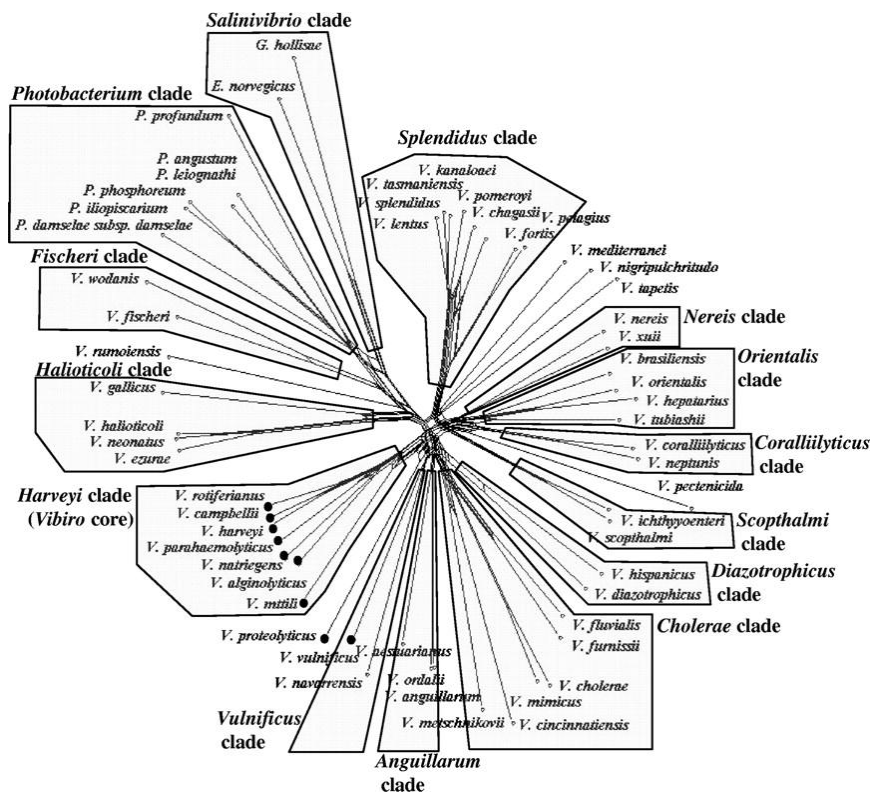 Salinivibrio clade
G. hollisae
E. norvegicus
Photobacterium clade
P. profundum
P. angustum
P. leiognathi
P. phosphoreum
P. iliopiscarium
P. damselae subsp. damselae
Splendidus clade
V. kanaloaei
V. tasmaniensis
V. pomeroyi
V. splendidus
V. chagasii
V. pelagius
V. lentus
V. fortis
V. mediterranei
V. nigripulchritudo
V. tapetis
Fischeri clade
V. wodanis
V. fischeri
V. rumoiensis
Nereis clade
V. nereis
V. xuii
Halioticoli clade
V. gallicus
V. halioticoli
V. neonatus
V. ezurae
Orientalis
clade
V. brasiliensis
V. orientalis
V. hepatarius
V. tubiashii
Coralliilyticus
clade
V. coralliilyticus
V. neptunis
V. pectenicida
Harveyi clade
(Vibiro core)
V. rotiferianus
V. campbellii
V. harveyi
V. parahaemolyticus
V. natriegens
V. alginolyticus
V. mttili
Scopthalmi
clade
V. ichthyoenteri
V. scopthalmi
Diazotrophicus
clade
V. hispanicus
V. diazotrophicus
Cholerae clade
V. fluvialis
V. furnissii
V. cholerae
V. mimicus
V. cincinnatiensis
V. proteolyticus
V. vulnificus
V. aestuarianus
V. navarrensis
V. ordalii
V. anguillarum
V. metschnikovii
Vulnificus
clade
Anguillarum
clade